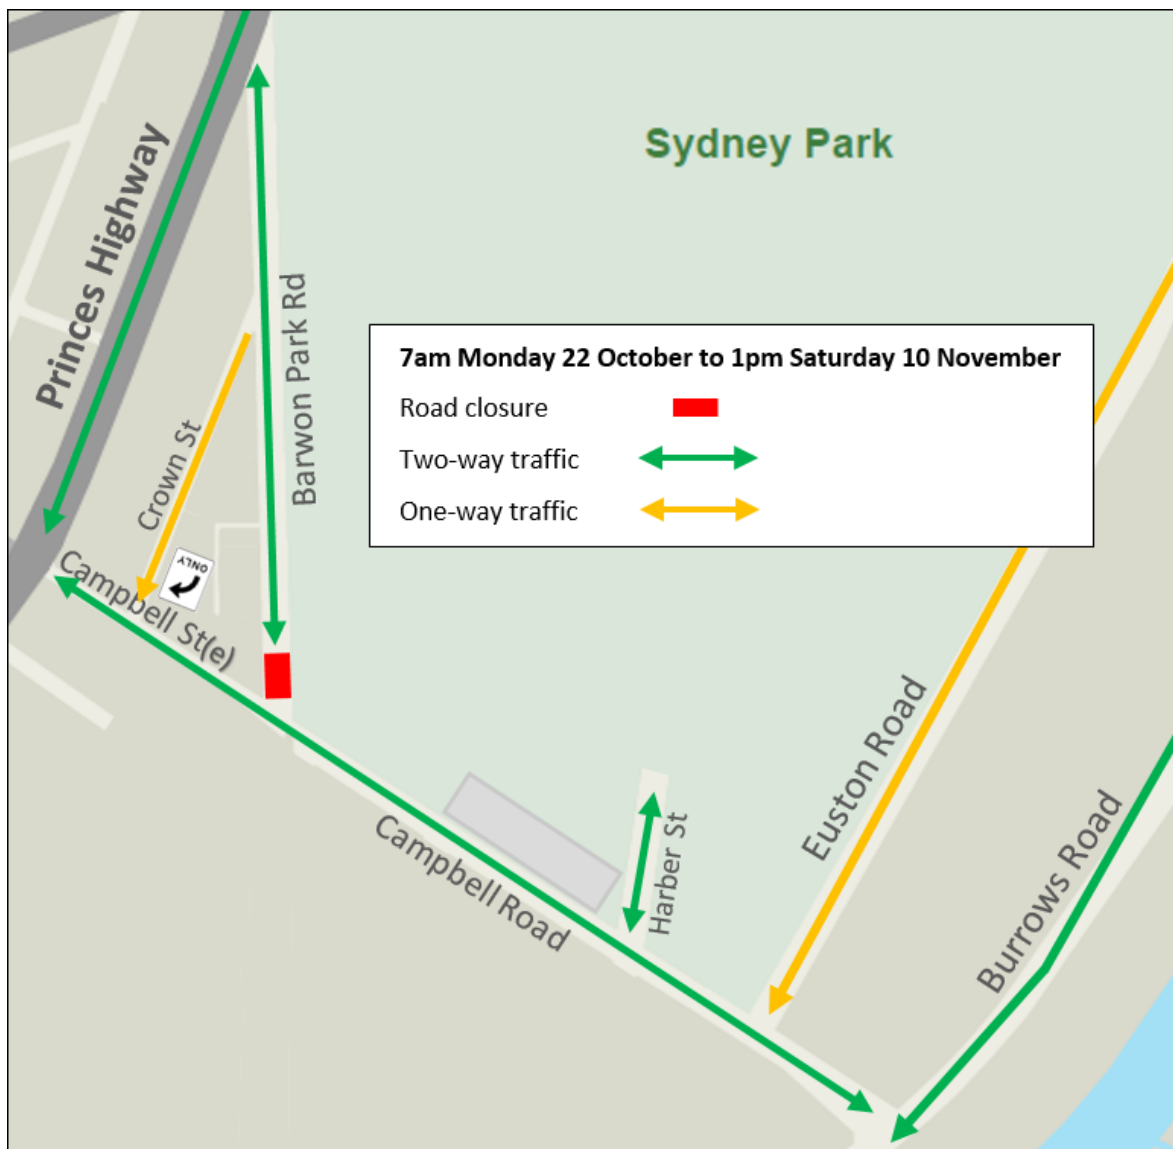 Sydney Park
Princes Highway
Barwon Park Rd
7am Monday 22 October to 1pm Saturday 10 November
Road closure
Two-way traffic
One-way traffic
Crown St
ONLY
Campbell St(e)
Euston Road
Campbell Road
Harber St
Burrows Road